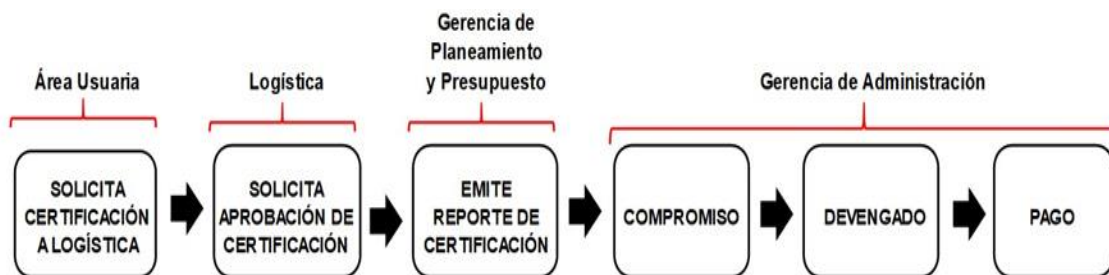 Área Usuaria
Logística
Gerencia de
Planeamiento
y Presupuesto
Gerencia de Administración
SOLICITA
CERTIFICACIÓN
A LOGÍSTICA
SOLICITA
APROBACIÓN DE
CERTIFICACIÓN
EMITE
REPORTE DE
CERTIFICACIÓN
COMPROMISO
DEVENGADO
PAGO